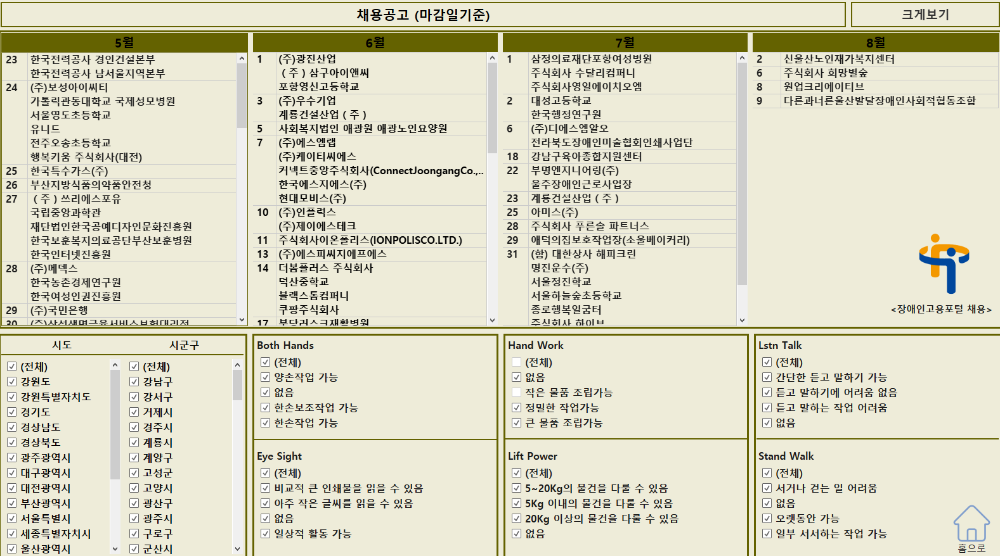 채용공고 (마감일기준)
크게보기
5월
23 한국전력공사 경인건설본부
한국전력공사 남서울지역본부
24 (주)보성아이씨티
가톨릭관동대학교 국제성모병원
서울영도초등학교
유니드
전주오송초등학교
행복키움 주식회사(대전)
25 한국특수가스(주)
26 부산지방식품의약품안전청
27 ( 주 ) 쓰리에스포유
국립중앙과학관
재단법인한국공예디자인문화진흥원
한국보훈복지의료공단부산보훈병원
한국인터넷진흥원
28 (주)메덱스
한국농촌경제연구원
한국여성인권진흥원
29 (주)국민은행
30 (주)삼성생명금융서비스보험대리점
6월
1 (주)광진산업
( 주 ) 삼구아이앤씨
포항영신고등학교
3 (주)우수기업
계룡건설산업 ( 주 )
5 사회복지법인 애광원 애광노인요양원
7 (주)에스엠랩
(주)케이티씨에스
커넥트중앙주식회사(ConnectJoongangCo.,..
한국에스지에스(주)
현대모비스(주)
10 (주)인플럭스
(주)제이에스테크
11 주식회사이온폴리스(IONPOLISCO.LTD.)
13 (주)에스피씨지에프에스
14 더봄플러스 주식회사
덕산중학교
블랙스톰컴퍼니
쿠팡주식회사
17 분당러스크재활병원
7월
1 삼정의료재단포항여성병원
주식회사 수달리컴퍼니
주식회사영일에이치오엠
2 대성고등학교
한국행정연구원
6 (주)디에스엠알오
전라북도장애인미술협회인쇄사업단
18 강남구육아종합지원센터
22 부명엔지니어링(주)
울주장애인근로사업장
23 계룡건설산업 ( 주 )
25 아미스(주)
28 주식회사 푸른솔 파트너스
29 애덕의집보호작업장(소울베이커리)
31 (합) 대한상사 해피크린
명진운수(주)
서울정진학교
서울하늘숲초등학교
종로행복일굼터
주식회사 하이브
8월
2 신울산노인재가복지센터
6 주식회사 희망별숲
8 원업크리에이티브
9 다른과너른울산발달장애인사회적협동조합
<장애인고용포털 채용>
시도
(전체)
강원도
강원특별자치도
경기도
경상남도
경상북도
광주광역시
대구광역시
대전광역시
부산광역시
서울특별시
세종특별자치시
울산광역시
시군구
(전체)
강남구
강서구
거제시
경주시
계룡시
계양구
고성군
고양시
광산구
광주시
구로구
군산시
Both Hands
(전체)
양손작업 가능
없음
한손보조작업 가능
한손작업 가능
Eye Sight
(전체)
비교적 큰 인쇄물을 읽을 수 있음
아주 작은 글씨를 읽을 수 있음
없음
일상적 활동 가능
Hand Work
(전체)
없음
작은 물품 조립가능
정밀한 작업가능
큰 물품 조립가능
Lift Power
(전체)
5~20Kg의 물건을 다룰 수 있음
5Kg 이내의 물건을 다룰 수 있음
20Kg 이상의 물건을 다룰 수 있음
없음
Lstn Talk
(전체)
간단한 듣고 말하기 가능
듣고 말하기에 어려움 없음
듣고 말하는 작업 어려움
없음
Stand Walk
(전체)
서거나 걷는 일 어려움
없음
오랫동안 가능
일부 서서하는 작업 가능
홈으로